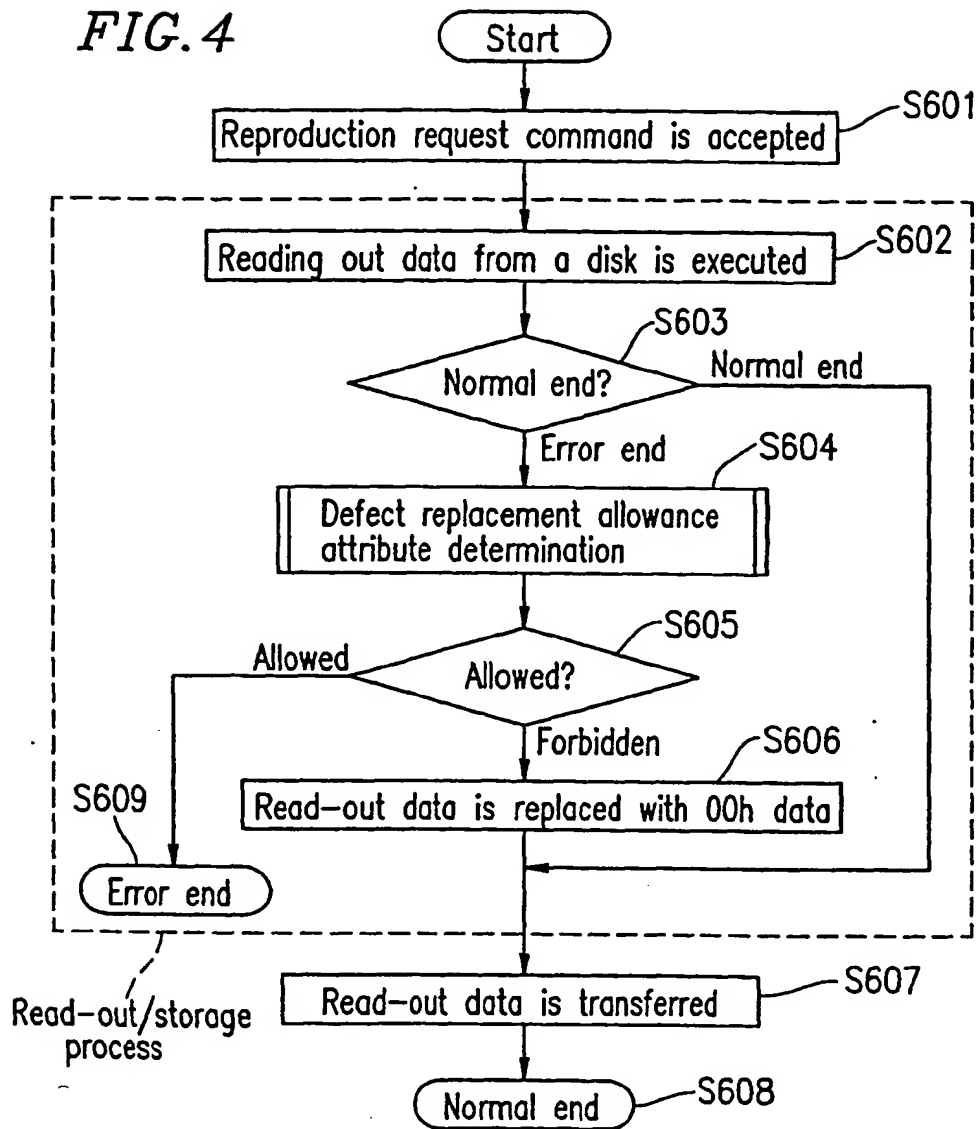 FIG. 4
Start
S601
Reproduction request command is accepted
S602
Reading out data from a disk is executed
S603
Normal end?
Normal end
Error end
S604
Defect replacement allowance
attribute determination
S605
Allowed
Allowed?
Forbidden
S606
Read-out data is replaced with 00h data
S609
Error end
Read-out/storage
process
S607
Read-out data is transferred
S608
Normal end